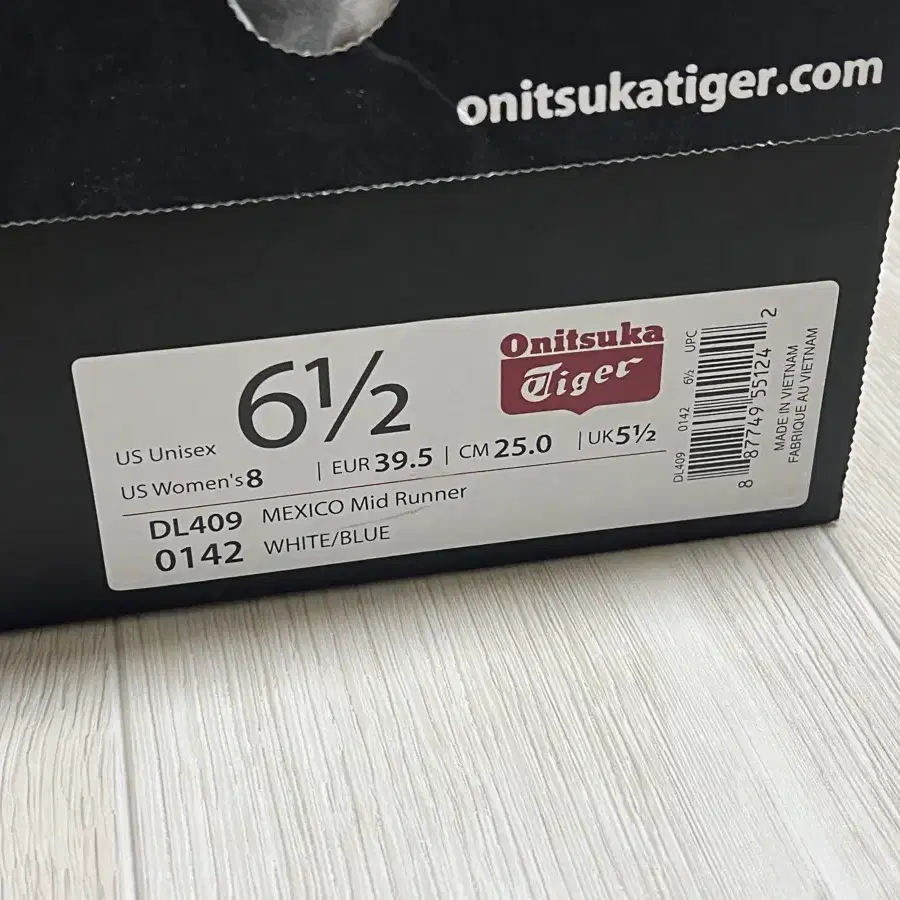 onitsukatiger.com
US Unisex 6½
Onitsuka
Tiger
US Women's 8 | EUR 39.5 | CM 25.0 | UK 5½
DL409 MEXICO Mid Runner
0142 WHITE/BLUE
DL409 0142 6½ UPC
8 87749 55124 2
MADE IN VIETNAM
FABRIQUE AU VIETNAM